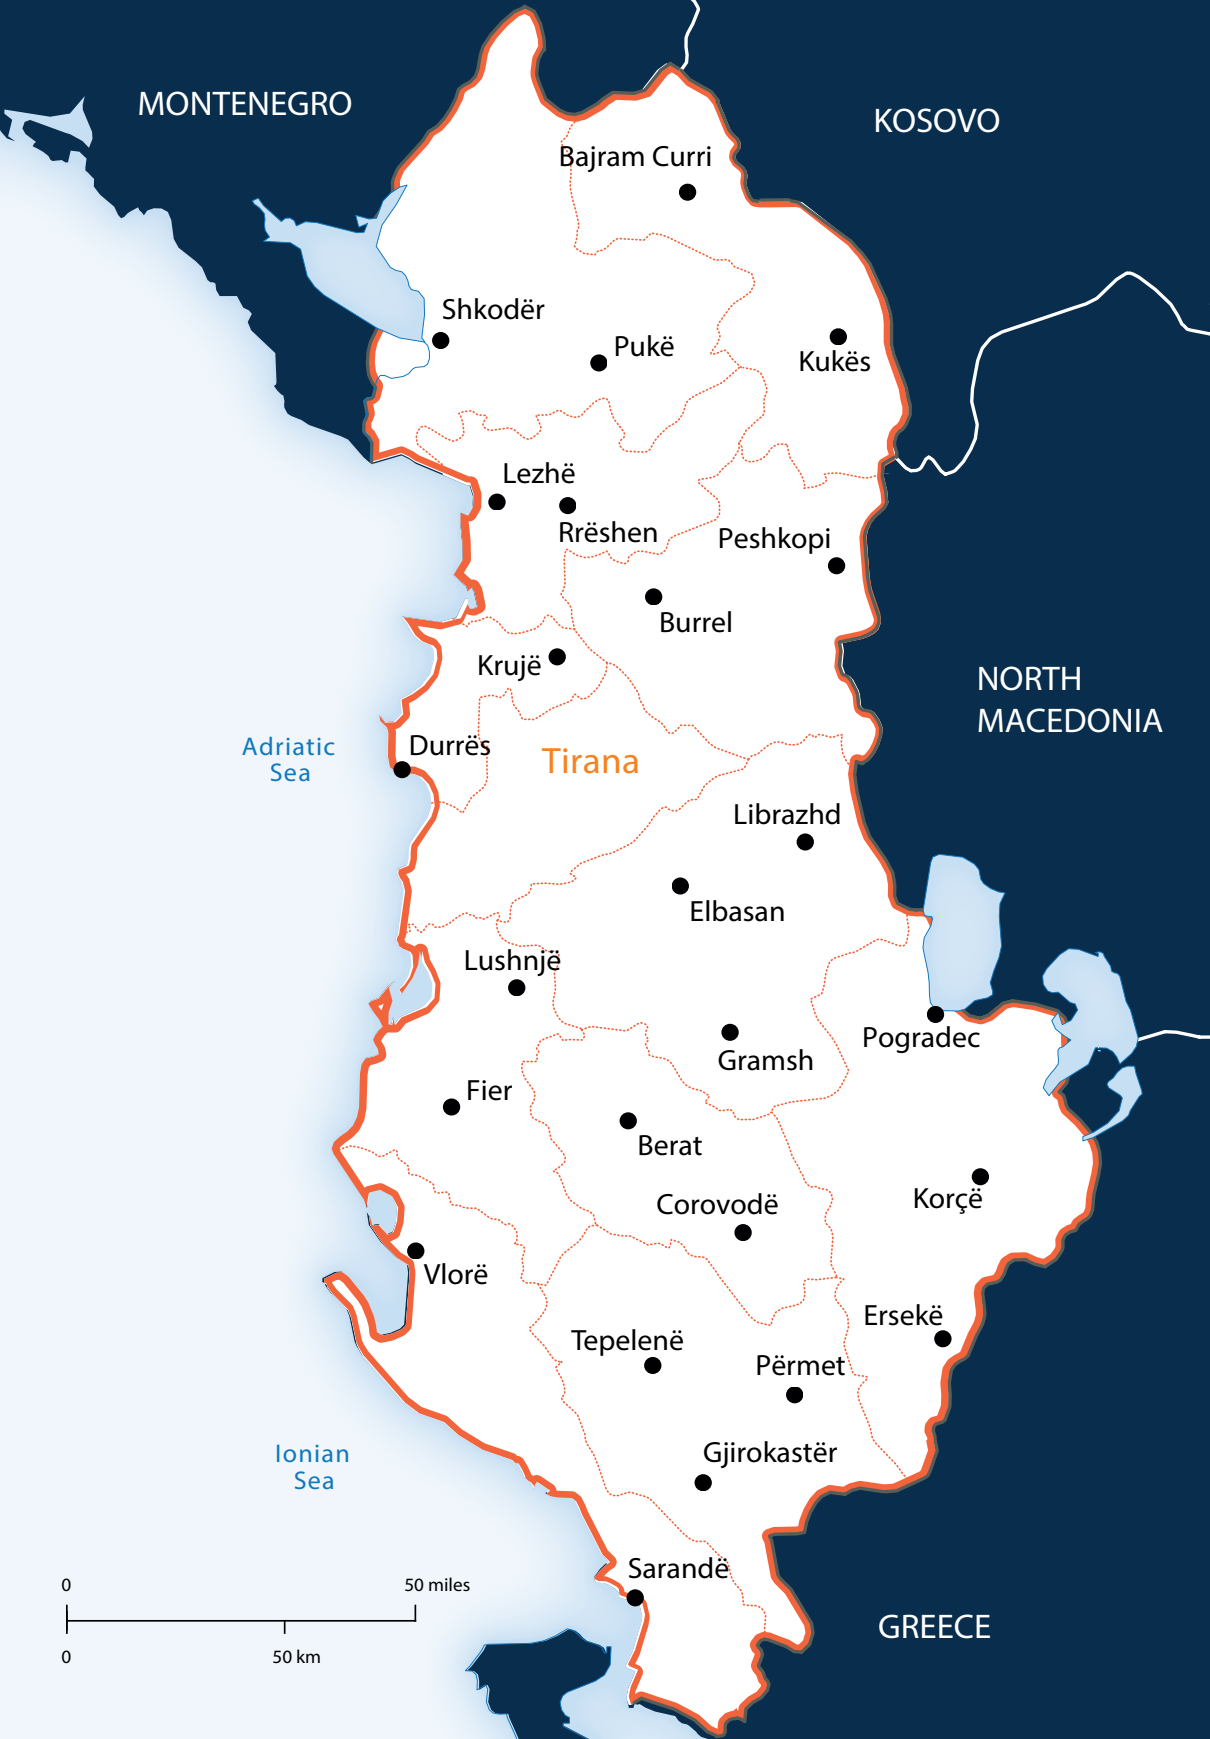 MONTENEGRO
KOSOVO
Bajram Curri
Shkodër
Pukë
Kukës
Lezhë
Rrëshen
Peshkopi
Burrel
Krujë
NORTH
MACEDONIA
Adriatic
Sea
Durrës
Tirana
Librazhd
Elbasan
Lushnjë
Pogradec
Gramsh
Fier
Berat
Korçë
Corovodë
Vlorë
Ersekë
Tepelenë
Përmet
Gjirokastër
Ionian
Sea
Sarandë
0 50 miles
0 50 km
GREECE